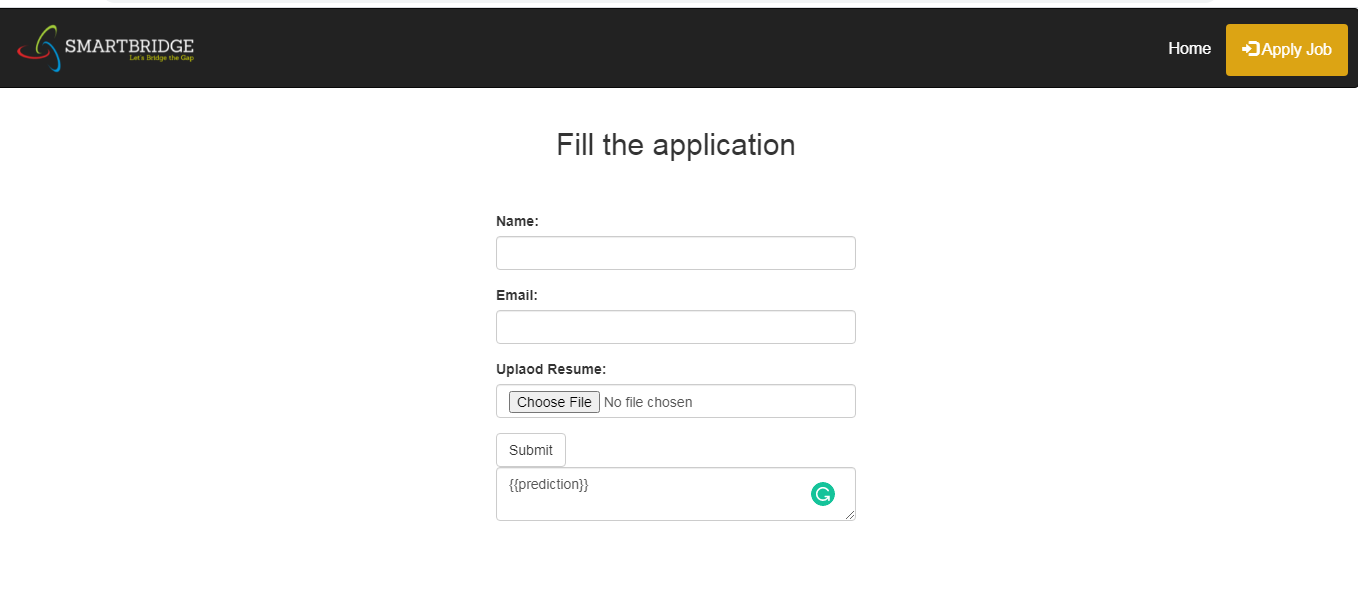 SMARTBRIDGE
Let's Bridge the Gap
Home
Apply Job
Fill the application
Name:
Email:
Uplaod Resume:
Choose File No file chosen
Submit
{{prediction}}